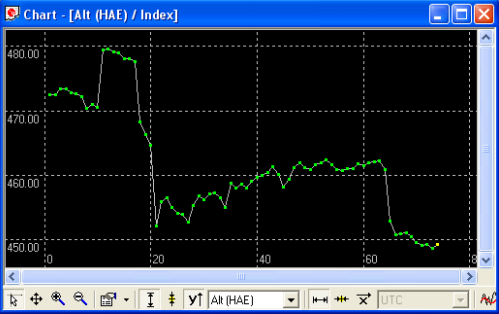 Chart - [Alt (HAE) / Index]
480.00
470.00
460.00
450.00
0 20 40 60 8
Y Alt (HAE) X UTC